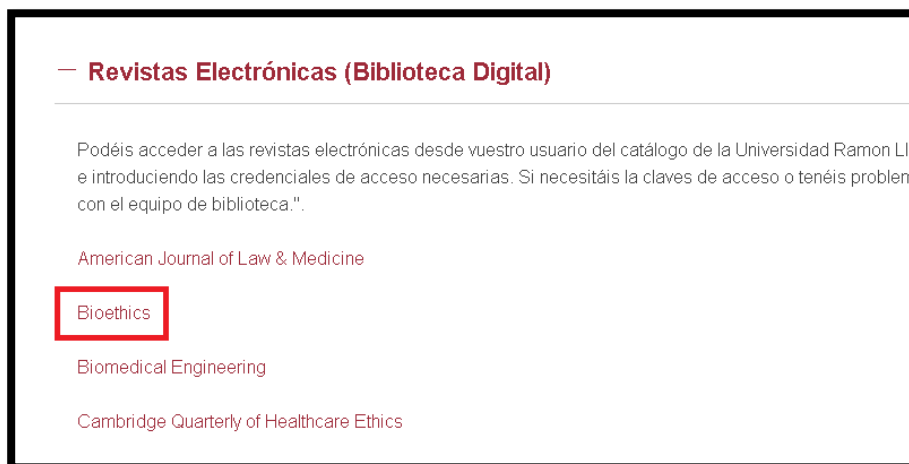 — Revistas Electrónicas (Biblioteca Digital)
Podéis acceder a las revistas electrónicas desde vuestro usuario del catálogo de la Universidad Ramon Ll
e introduciendo las credenciales de acceso necesarias. Si necesitáis la claves de acceso o tenéis problem
con el equipo de biblioteca.".
American Journal of Law & Medicine
Bioethics
Biomedical Engineering
Cambridge Quarterly of Healthcare Ethics